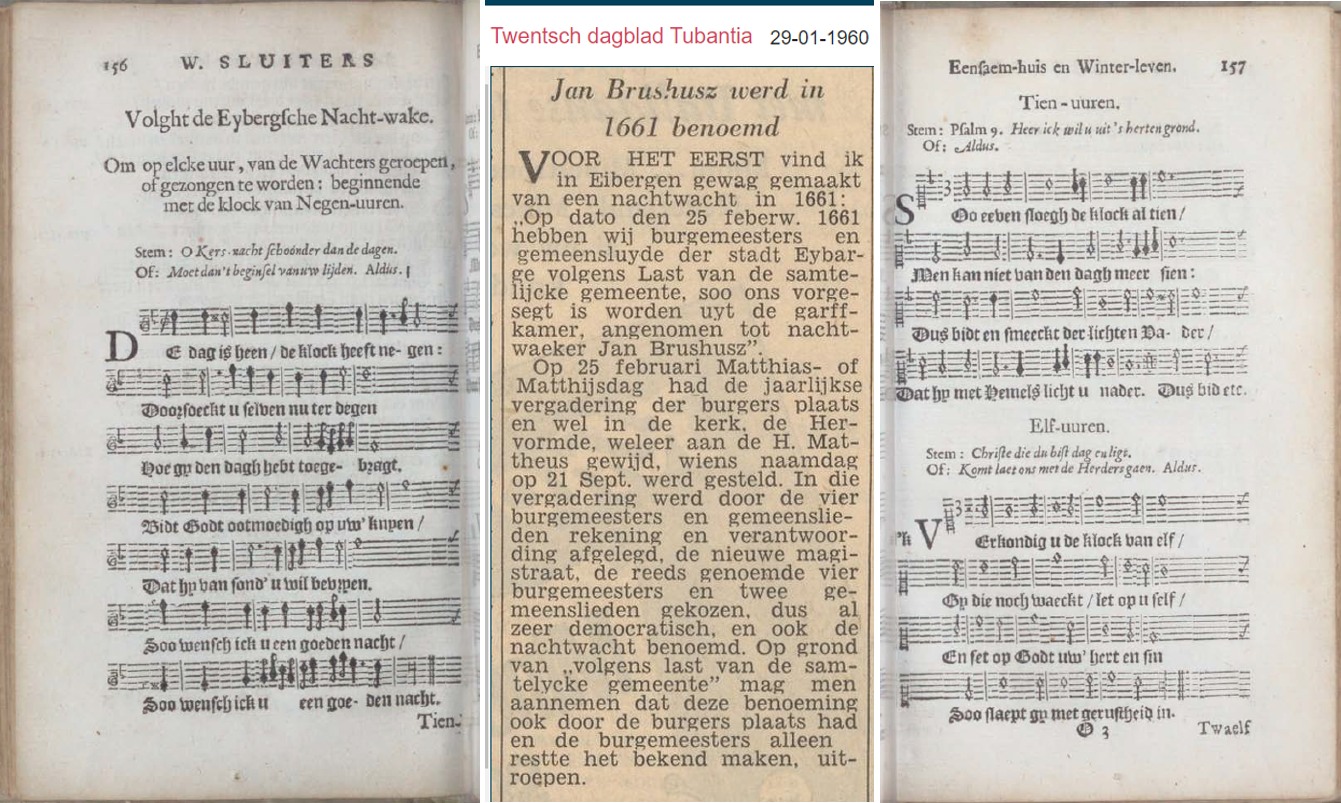 156 W. SLUITERS
Volght de Eybergsche Nacht-wake.
Om op elcke uur, van de Wachters geroepen,
of gezongen te worden: beginnende
met de klock van Negen-uuren.
Stem: O Kers-nacht schoonder dan de dagen.
Of: Moet dan 't beginsel van uw lijden. Aldus.
DE dag is heen / de klock heeft ne- gen:
Doorsoeckt u selven nu ter degen
Hoe gy den dagh hebt toege- bragt.
Bidt Godt ootmoedigh op uw' knyen /
Dat hy van sond' u wil bevryen.
Soo wensch ick u een goeden nacht /
Soo wensch ick u een goe- den nacht.
Tien-
Twentsch dagblad Tubantia 29-01-1960
Jan Brushusz werd in
1661 benoemd
VOOR HET EERST vind ik
in Eibergen gewag gemaakt
van een nachtwacht in 1661:
„Op dato den 25 feberw. 1661
hebben wij burgemeesters en
gemeensluyde der stadt Eybar-
ge volgens Last van de samte-
lijcke gemeente, soo ons vorge-
segt is worden uyt de garff-
kamer, angenomen tot nacht-
waeker Jan Brushusz”.
Op 25 februari Matthias- of
Matthijsdag had de jaarlijkse
vergadering der burgers plaats
en wel in de kerk, de Her-
vormde, weleer aan de H. Mat-
theus gewijd, wiens naamdag
op 21 Sept. werd gesteld. In die
vergadering werd door de vier
burgemeesters en gemeenslie-
den rekening en verantwoor-
ding afgelegd, de nieuwe magi-
straat, de reeds genoemde vier
burgemeesters en twee ge-
meenslieden gekozen, dus al
zeer democratisch, en ook de
nachtwacht benoemd. Op grond
van „volgens last van de sam-
telycke gemeente” mag men
aannemen dat deze benoeming
ook door de burgers plaats had
en de burgemeesters alleen
restte het bekend maken, uit-
roepen.
Eensaem-huis en Winter-leven. 157
Tien-uuren.
Stem: Psalm 9. Heer ick wil u uit 's herten grond.
Of: Aldus.
SOo eeven sloegh de klock al tien /
Men kan niet van den dagh meer sien:
Dus bidt en smeeckt der lichten Va- der /
Dat hy met Hemels licht u nader. Dus bid etc.
Elf-uuren.
Stem: Christe die du bist dag en ligt.
Of: Komt laet ons met de Herders gaen. Aldus.
'k VErkondig u de klock van elf /
Gy die noch waeckt / let op u self /
En set op Godt uw' hert en sin
Soo slaept gy met gerustheid in.
O 3 Twaelf